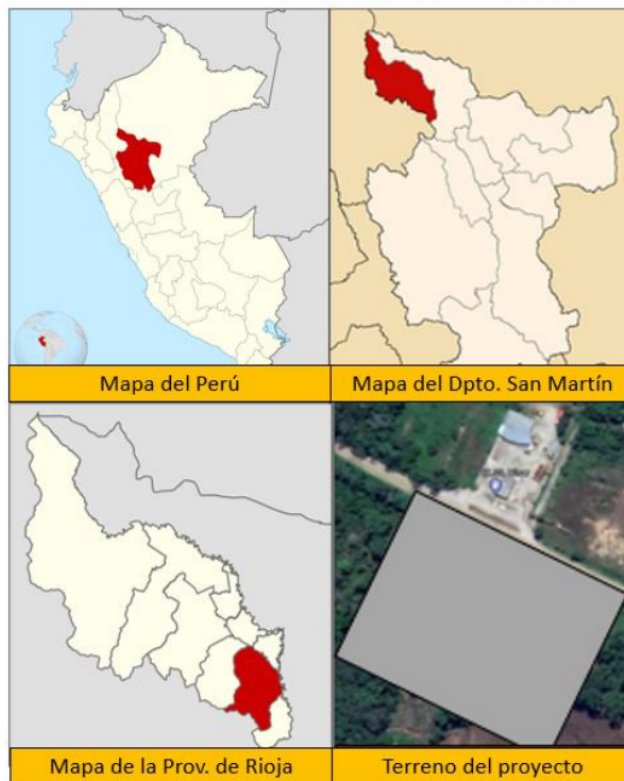 Mapa del Perú
Mapa del Dpto. San Martín
Mapa de la Prov. de Rioja
Terreno del proyecto